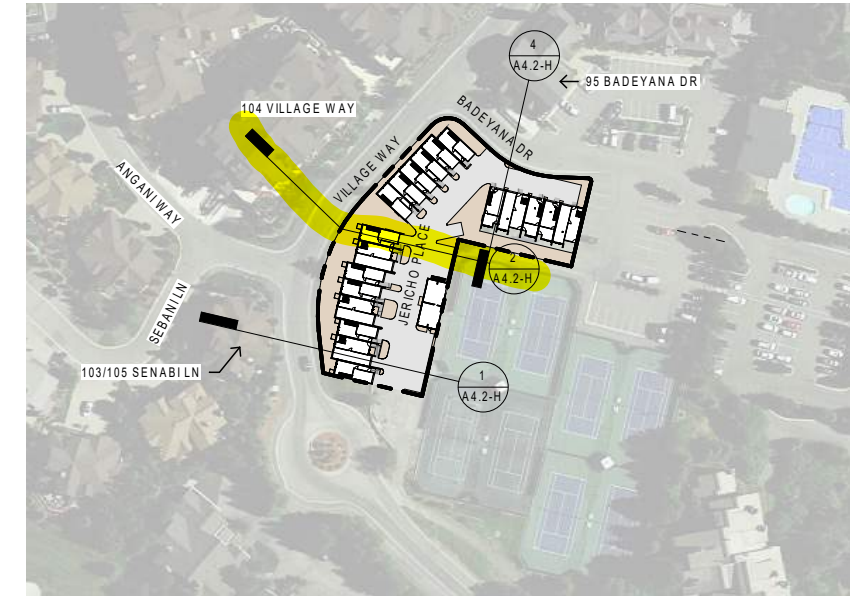 4
A4.2-H
95 BADEYANA DR
104 VILLAGE WAY
BADEYANA DR
VILLAGE WAY
ANGANI WAY
JERICHO PLACE
2
A4.2-H
SEBANI LN
103/105 SENABI LN
1
A4.2-H